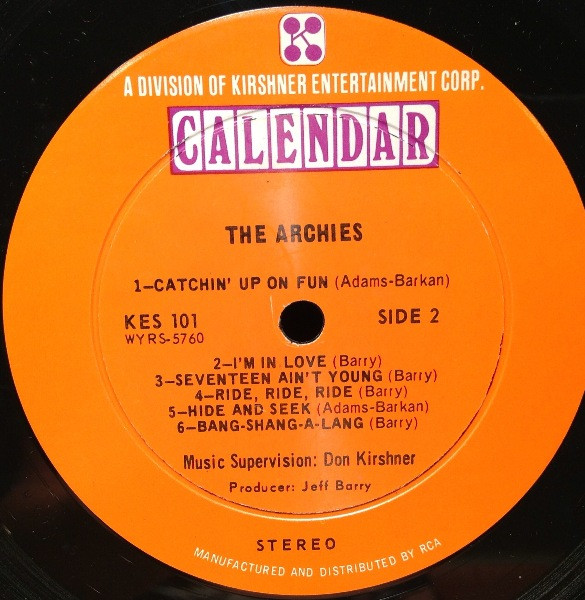 K
A DIVISION OF KIRSHNER ENTERTAINMENT CORP.
CALENDAR
THE ARCHIES
1—CATCHIN' UP ON FUN (Adams-Barkan)
KES 101 SIDE 2
WYRS-5760
2—I'M IN LOVE (Barry)
3—SEVENTEEN AIN'T YOUNG (Barry)
4—RIDE, RIDE, RIDE (Barry)
5—HIDE AND SEEK (Adams-Barkan)
6—BANG-SHANG-A-LANG (Barry)
Music Supervision: Don Kirshner
Producer: Jeff Barry
STEREO
MANUFACTURED AND DISTRIBUTED BY RCA